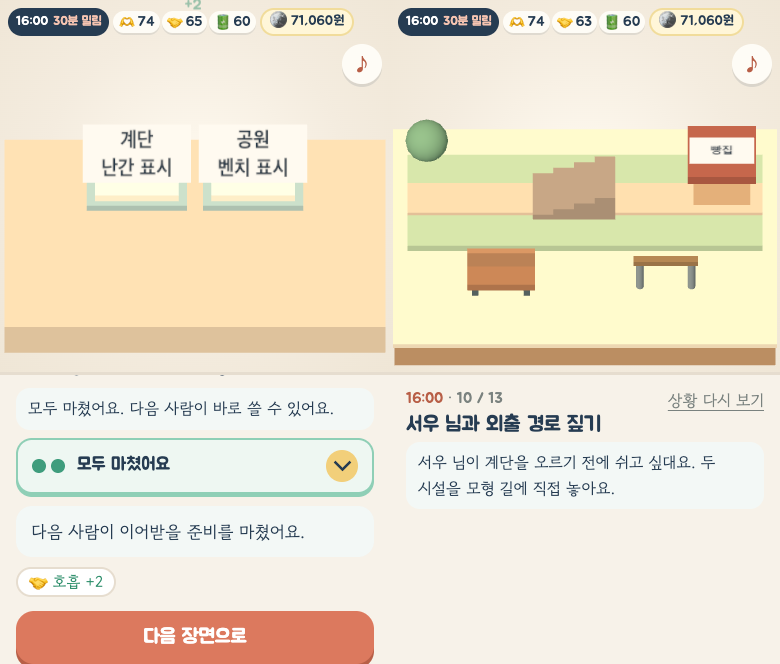 +2
16:00 30분 밀림 74 65 60 71,060원
♪
계단
난간 표시
공원
벤치 표시
모두 마쳤어요. 다음 사람이 바로 쓸 수 있어요.
모두 마쳤어요
다음 사람이 이어받을 준비를 마쳤어요.
호흡 +2
다음 장면으로
16:00 30분 밀림 74 63 60 71,060원
♪
빵집
16:00 · 10 / 13
상황 다시 보기
서우 님과 외출 경로 짚기
서우 님이 계단을 오르기 전에 쉬고 싶대요. 두
시설을 모형 길에 직접 놓아요.